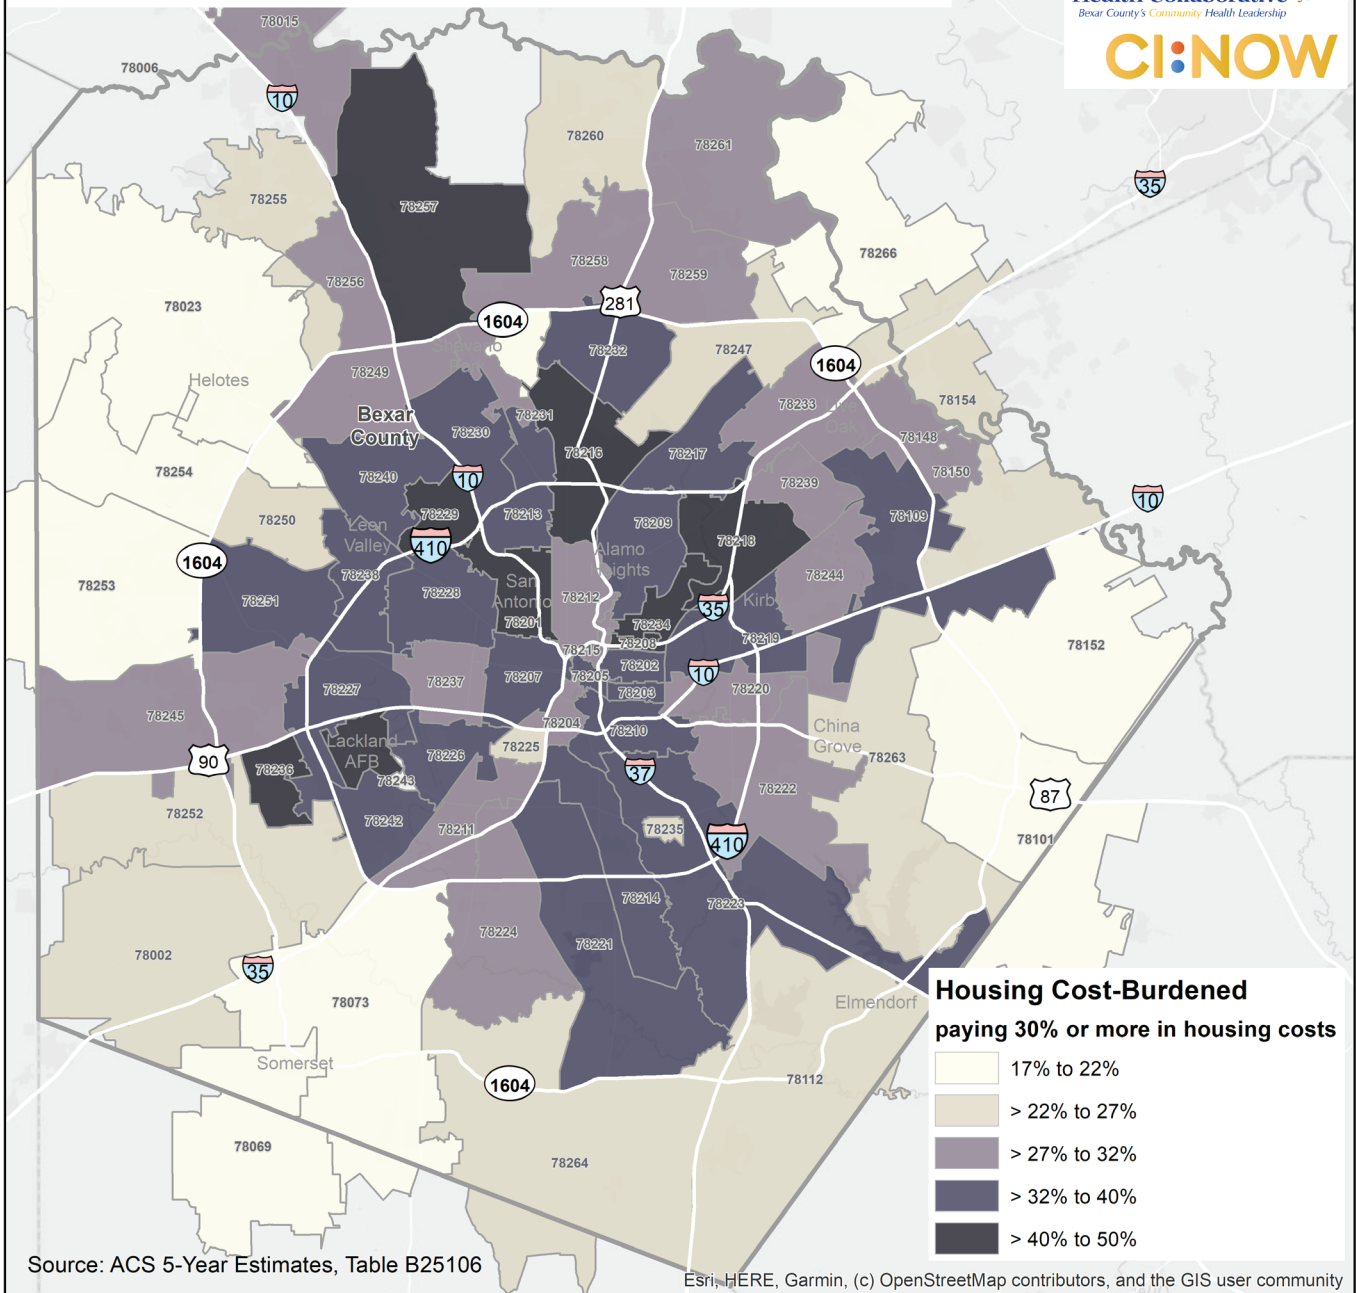 Health Collaborative
Bexar County's Community Health Leadership
CI:NOW
78015
78006
10
78260
78261
35
78255
78257
78266
78258
78259
78256
78023
281
1604
Shavano
Park
78232
78247
1604
78249
Helotes
78154
78233
Live
Oak
Bexar
County
78231
78230
78148
78216
78217
78150
78254
78240
10
78239
10
78229
78213
78209
78109
78250
Leon
Valley
410
78218
1604
Alamo
Heights
78238
78244
San
Antonio
78253
78251
78228
78212
35
Kirby
78201
78234
78219
78208
78152
78215
78202
10
78207
78205
78237
78227
78203
78220
78245
78204
78210
China
Grove
Lackland
AFB
78225
78226
90
78236
37
78263
78243
78222
87
78252
78242
78211
78235
410
78101
78214
78223
78224
78221
78002
35
78073
Elmendorf
Somerset
1604
78112
78069
78264
Housing Cost-Burdened
paying 30% or more in housing costs
17% to 22%
> 22% to 27%
> 27% to 32%
> 32% to 40%
> 40% to 50%
Source: ACS 5-Year Estimates, Table B25106
Esri, HERE, Garmin, (c) OpenStreetMap contributors, and the GIS user community